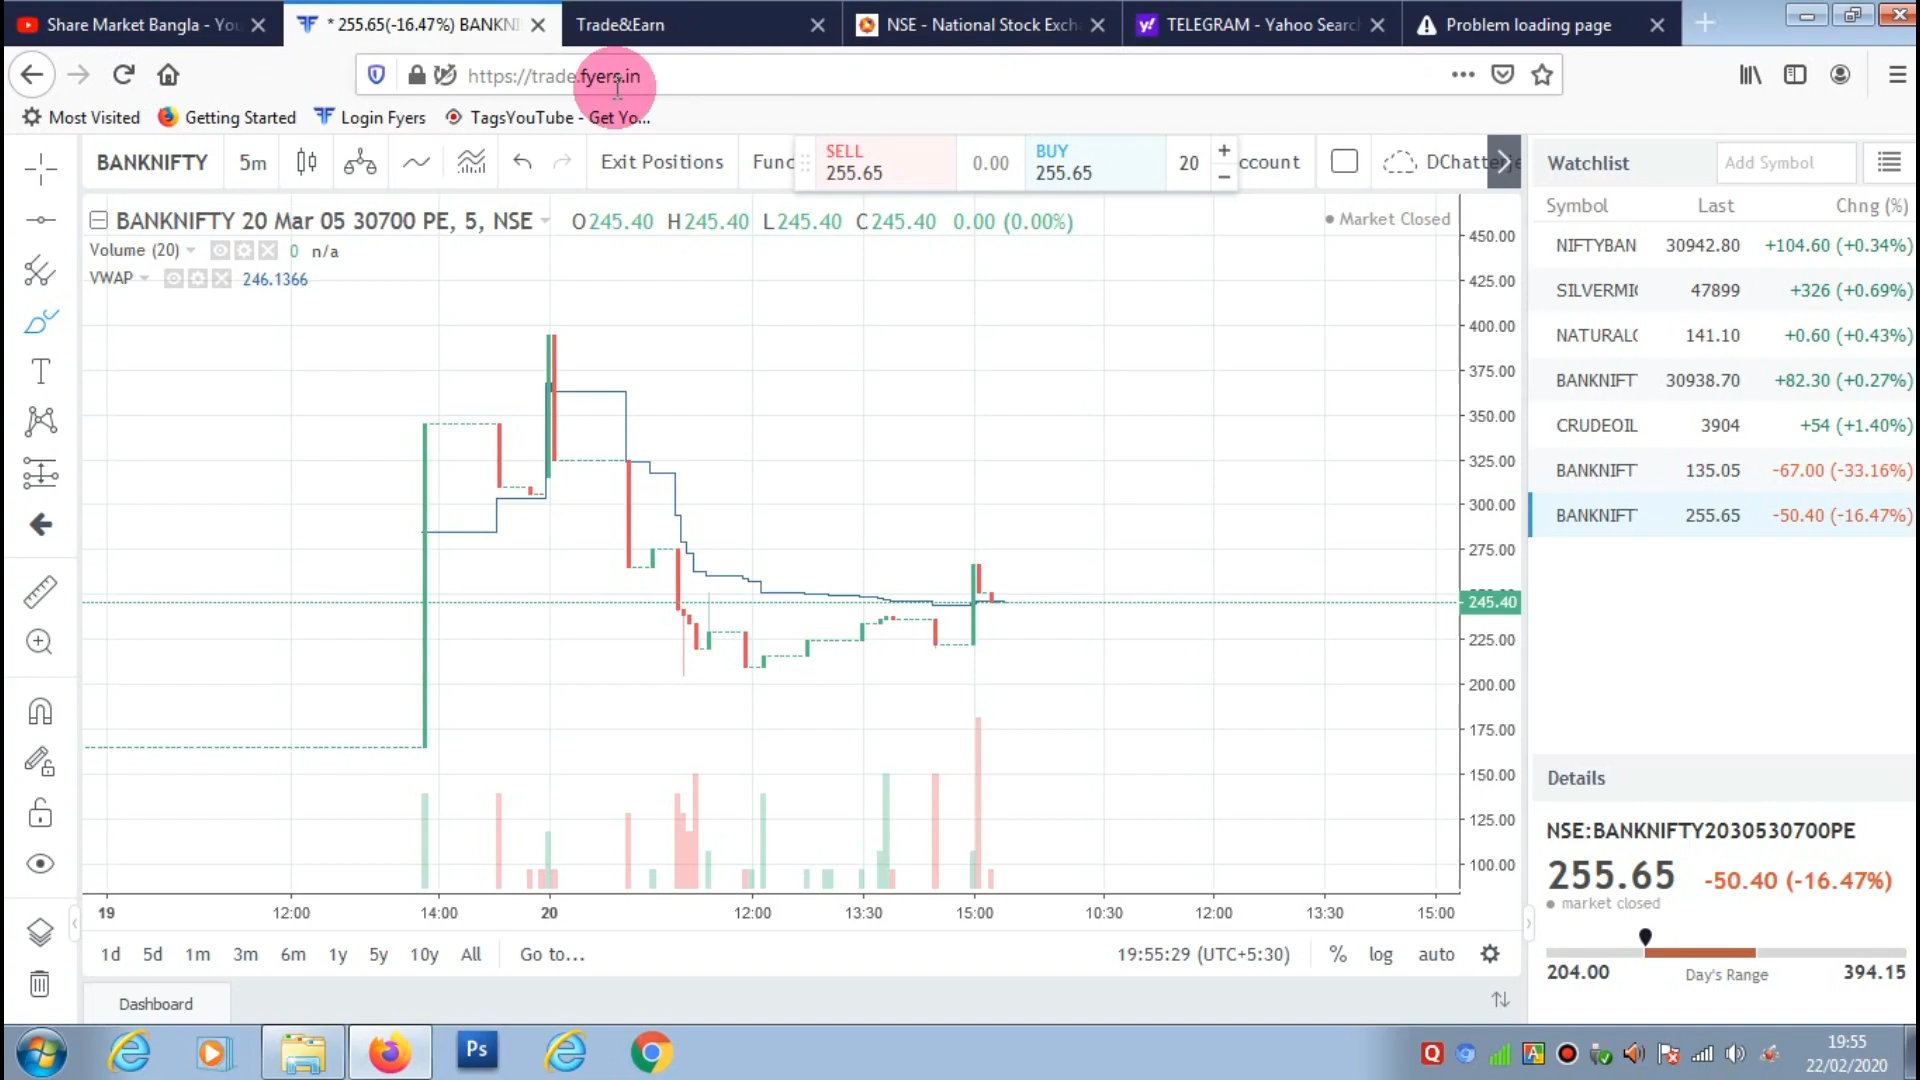 Share Market Bangla - You
* 255.65(-16.47%) BANKNI
Trade&Earn
NSE - National Stock Exch
TELEGRAM - Yahoo Searc
Problem loading page
https://trade.fyers.in
Most Visited
Getting Started
Login Fyers
TagsYouTube - Get Yo...
BANKNIFTY
5m
Exit Positions
Func
SELL
255.65
0.00
BUY
255.65
20
ccount
DChatte
BANKNIFTY 20 Mar 05 30700 PE, 5, NSE
O245.40 H245.40 L245.40 C245.40 0.00 (0.00%)
Market Closed
Volume (20)
0 n/a
VWAP
246.1366
450.00
425.00
400.00
375.00
350.00
325.00
300.00
275.00
245.40
225.00
200.00
175.00
150.00
125.00
100.00
19 12:00 14:00 20 12:00 13:30 15:00 10:30 12:00 13:30 15:00
1d 5d 1m 3m 6m 1y 5y 10y All Go to...
19:55:29 (UTC+5:30) % log auto
Dashboard
Watchlist
Add Symbol
Symbol Last Chng (%)
NIFTYBAN 30942.80 +104.60 (+0.34%)
SILVERMI 47899 +326 (+0.69%)
NATURALG 141.10 +0.60 (+0.43%)
BANKNIFT 30938.70 +82.30 (+0.27%)
CRUDEOIL 3904 +54 (+1.40%)
BANKNIFT 135.05 -67.00 (-33.16%)
BANKNIFT 255.65 -50.40 (-16.47%)
Details
NSE:BANKNIFTY2030530700PE
255.65 -50.40 (-16.47%)
market closed
204.00 Day's Range 394.15
Ps
19:55
22/02/2020